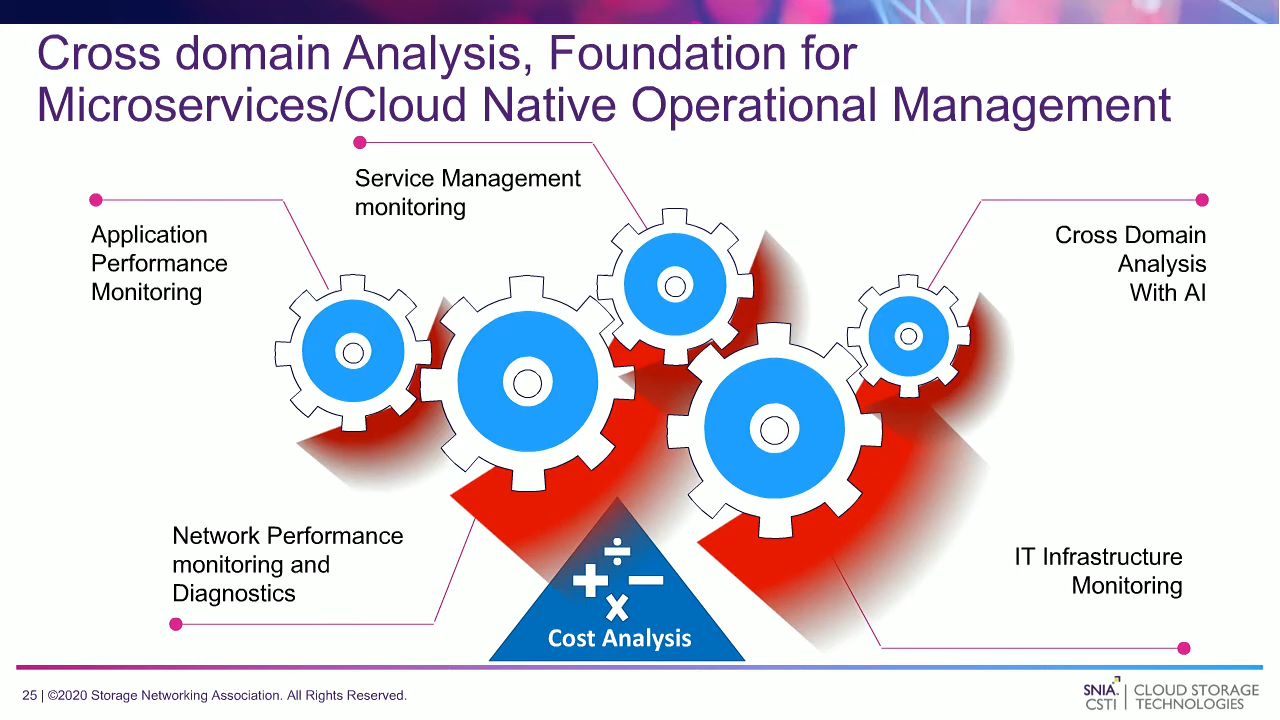 Cross domain Analysis, Foundation for
Microservices/Cloud Native Operational Management
Service Management
monitoring
Application
Performance
Monitoring
Cross Domain
Analysis
With AI
Network Performance
monitoring and
Diagnostics
IT Infrastructure
Monitoring
÷
+ −
x
Cost Analysis
25 | ©2020 Storage Networking Association. All Rights Reserved.
SNIA. | CLOUD STORAGE
CSTI | TECHNOLOGIES